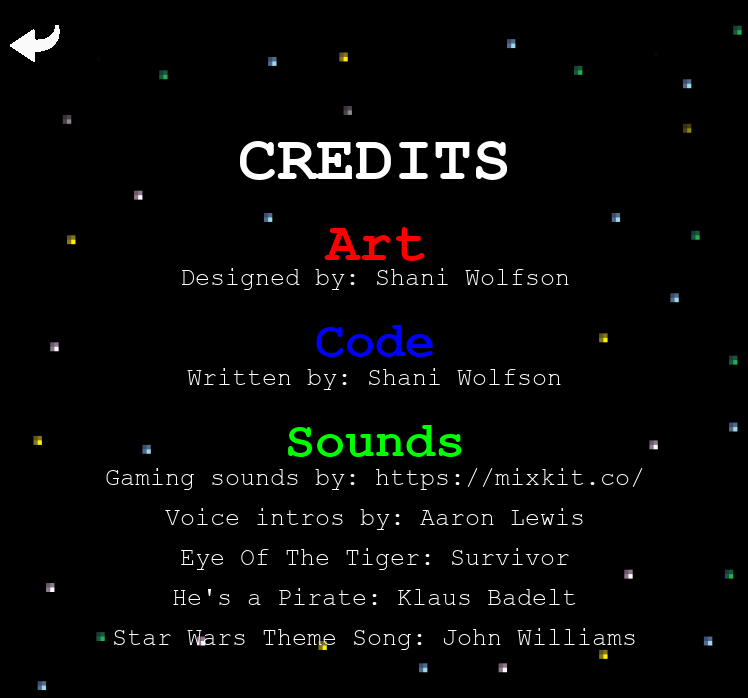 CREDITS
Art
Designed by: Shani Wolfson
Code
Written by: Shani Wolfson
Sounds
Gaming sounds by: https://mixkit.co/
Voice intros by: Aaron Lewis
Eye Of The Tiger: Survivor
He's a Pirate: Klaus Badelt
Star Wars Theme Song: John Williams